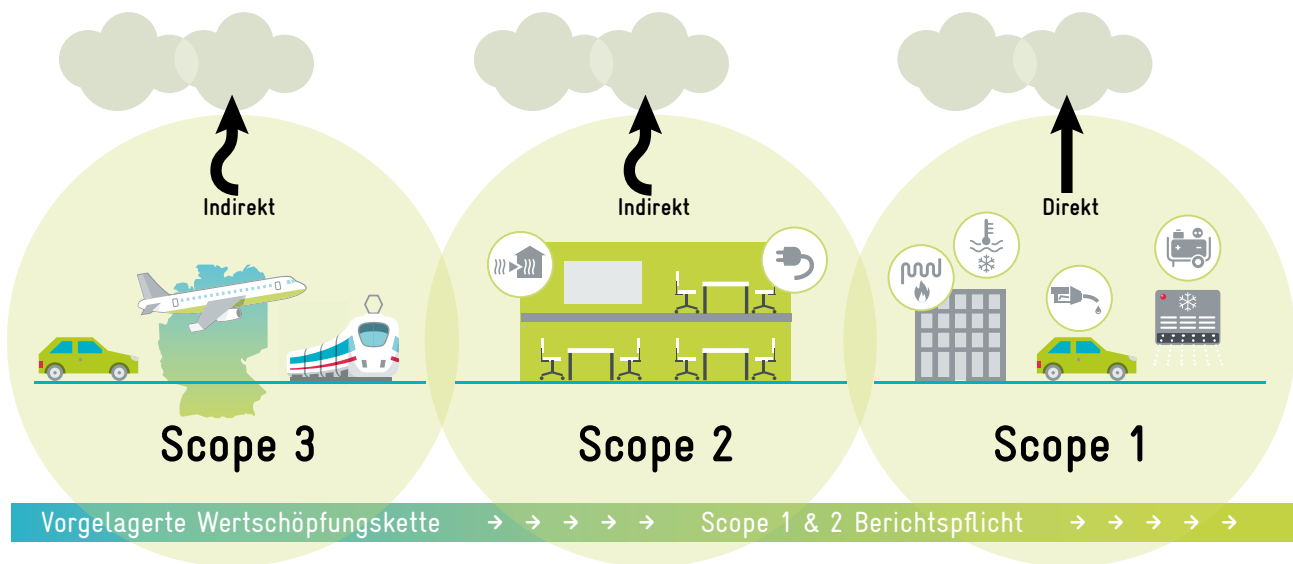 Indirekt
Indirekt
Direkt
Scope 3
Scope 2
Scope 1
Vorgelagerte Wertschöpfungskette → → → → → Scope 1 & 2 Berichtspflicht → → → → →